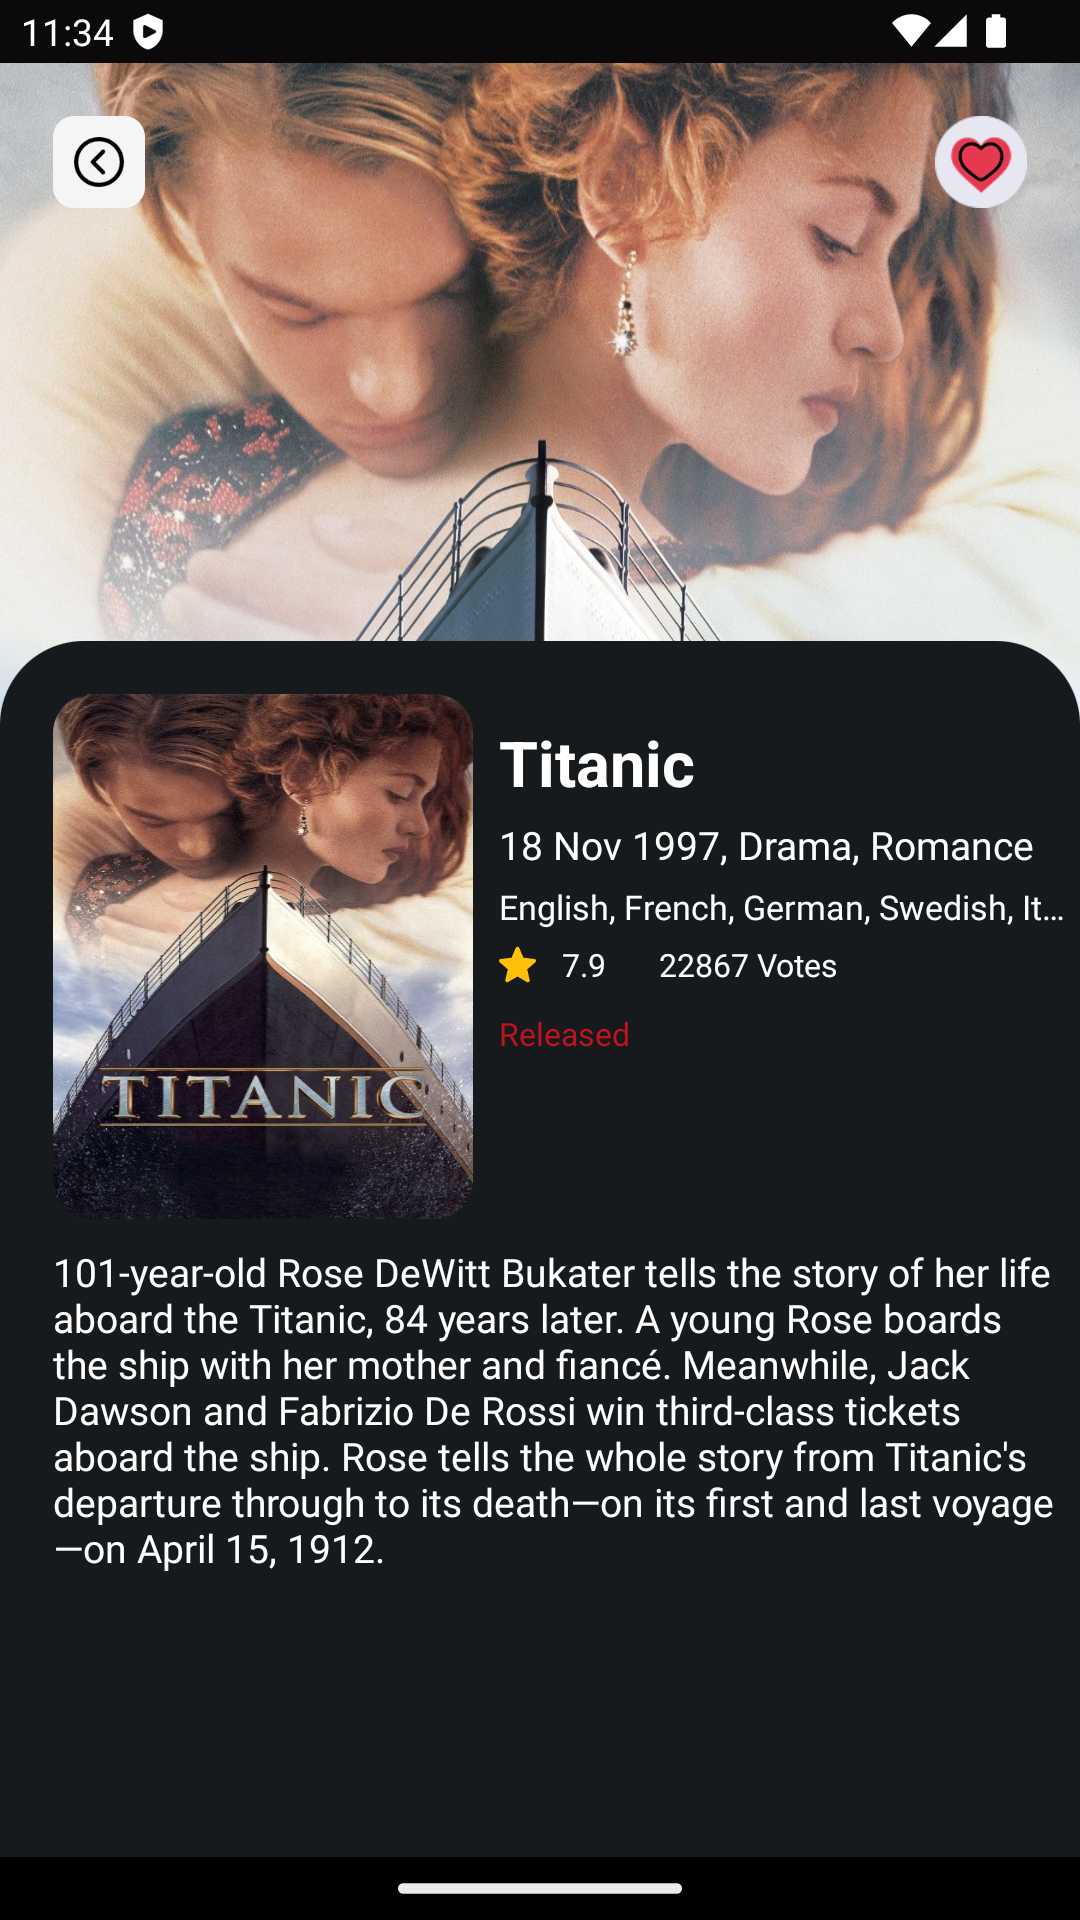 11:34
Titanic
18 Nov 1997, Drama, Romance
English, French, German, Swedish, It...
7.9 22867 Votes
Released
TITANIC
101-year-old Rose DeWitt Bukater tells the story of her life
aboard the Titanic, 84 years later. A young Rose boards
the ship with her mother and fiancé. Meanwhile, Jack
Dawson and Fabrizio De Rossi win third-class tickets
aboard the ship. Rose tells the whole story from Titanic's
departure through to its death—on its first and last voyage
—on April 15, 1912.